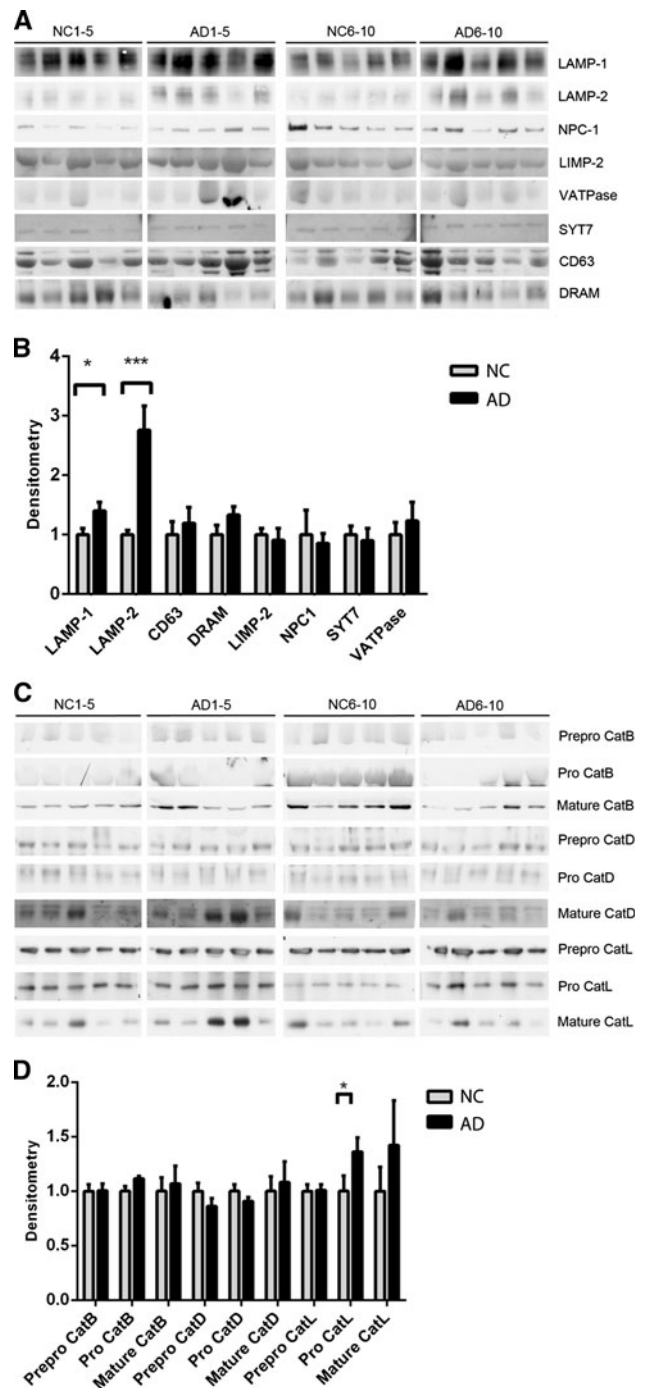 A
NC1-5 AD1-5 NC6-10 AD6-10
LAMP-1
LAMP-2
NPC-1
LIMP-2
VATPase
SYT7
CD63
DRAM
B
Densitometry
4
3
2
1
0
* ***
NC
AD
LAMP-1 LAMP-2 CD63 DRAM LIMP-2 NPC1 SYT7 VATPase
C
NC1-5 AD1-5 NC6-10 AD6-10
Prepro CatB
Pro CatB
Mature CatB
Prepro CatD
Pro CatD
Mature CatD
Prepro CatL
Pro CatL
Mature CatL
D
Densitometry
2.0
1.5
1.0
0.5
0.0
*
NC
AD
Prepro CatB Pro CatB Mature CatB Prepro CatD Pro CatD Mature CatD Prepro CatL Pro CatL Mature CatL